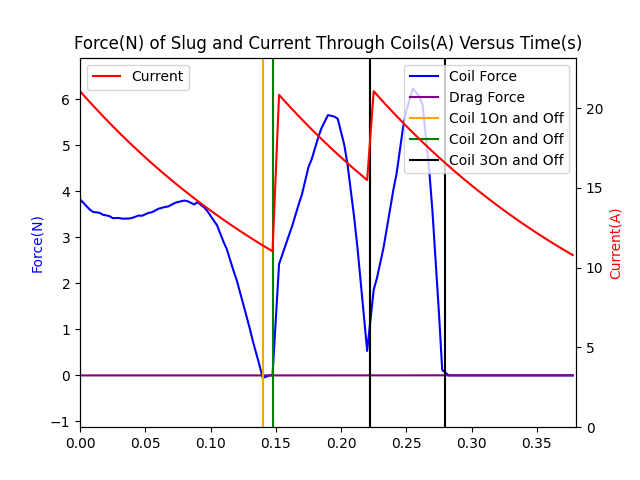 Force(N) of Slug and Current Through Coils(A) Versus Time(s)
Current
Coil Force
Drag Force
Coil 1On and Off
Coil 2On and Off
Coil 3On and Off
6
5
4
3
2
1
0
−1
Force(N)
20
15
10
5
0
Current(A)
0.00 0.05 0.10 0.15 0.20 0.25 0.30 0.35